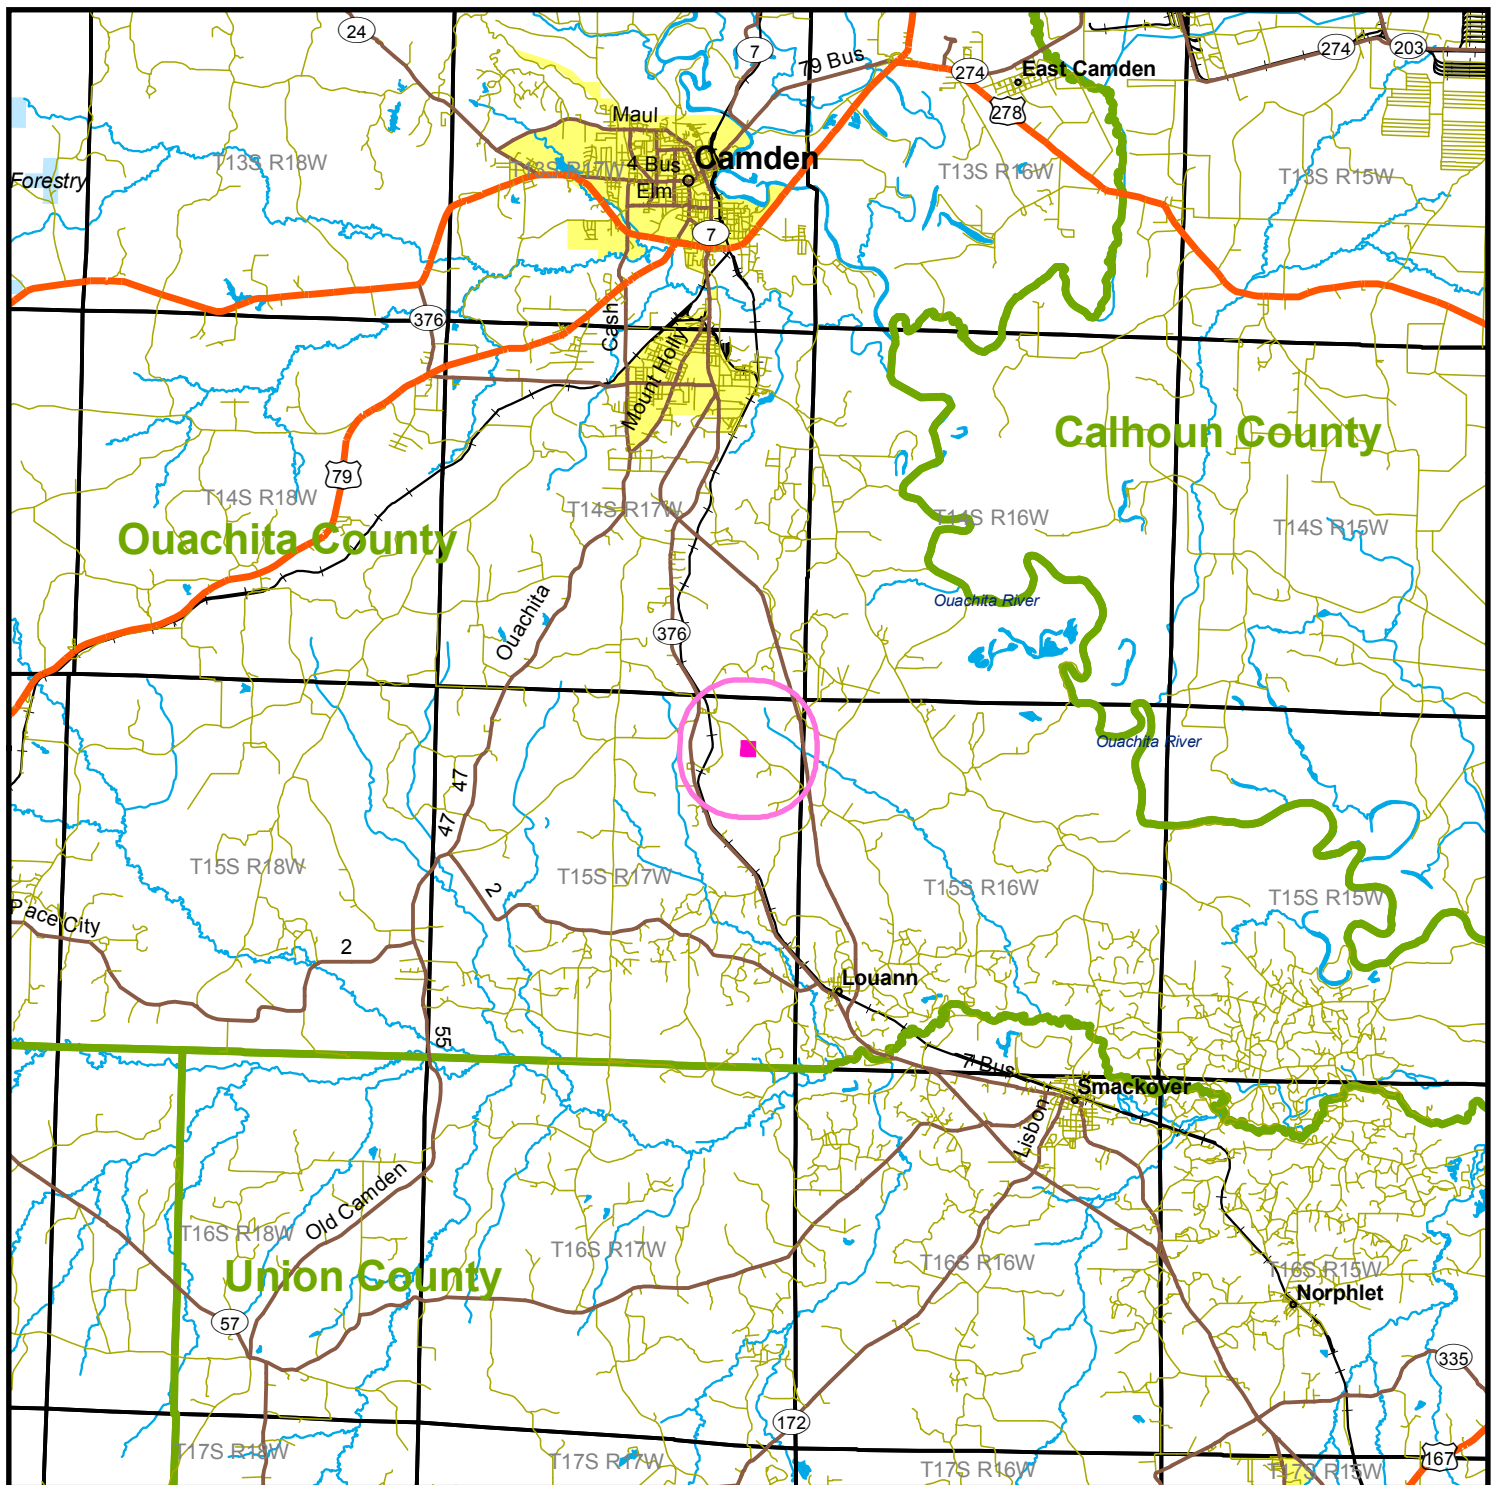 24
7
79 Bus
274
East Camden
274
203
278
Maul
T13S R18W
T13S R17W
4 Bus
Camden
T13S R16W
T13S R15W
Forestry
Elm
7
376
Cash
Mount Holly
Calhoun County
79
T14S R18W
T14S R17W
T14S R16W
T14S R15W
Ouachita County
Ouachita
Ouachita River
376
Ouachita River
47
47
T15S R18W
T15S R17W
2
T15S R16W
T15S R15W
Pace City
2
Louann
55
7 Bus
Smackover
Lisbon
Old Camden
T16S R18W
T16S R17W
T16S R16W
T16S R15W
Union County
Norphlet
57
335
172
T17S R18W
T17S R17W
T17S R16W
T17S R15W
167